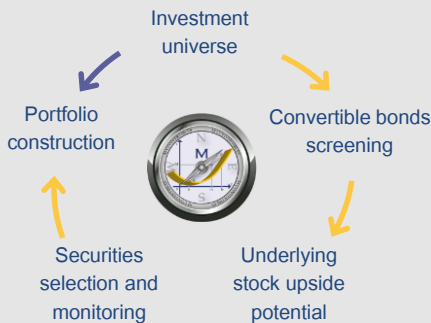 Investment
universe
Portfolio
construction
Convertible bonds
screening
N
M
E
S
Securities
selection and
monitoring
Underlying
stock upside
potential